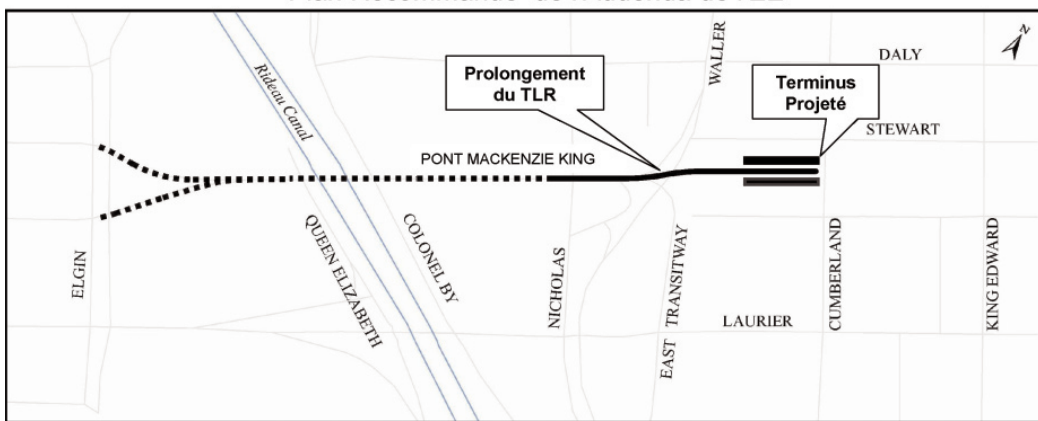 WALLER
DALY
N
Prolongement
du TLR
Terminus
Projeté
Rideau Canal
STEWART
PONT MACKENZIE KING
ELGIN
QUEEN ELIZABETH
COLONEL BY
NICHOLAS
EAST TRANSITWAY
LAURIER
CUMBERLAND
KING EDWARD